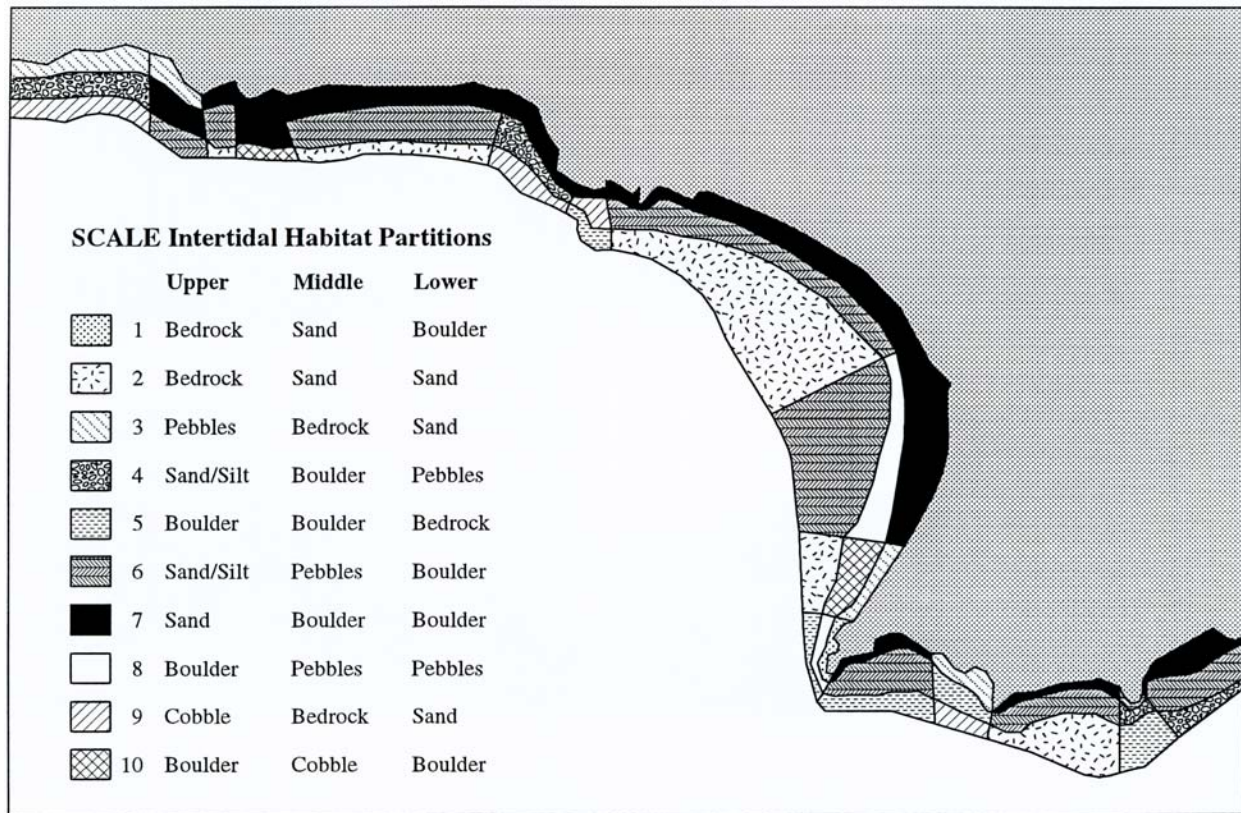 SCALE Intertidal Habitat Partitions
Upper Middle Lower
1 Bedrock Sand Boulder
2 Bedrock Sand Sand
3 Pebbles Bedrock Sand
4 Sand/Silt Boulder Pebbles
5 Boulder Boulder Bedrock
6 Sand/Silt Pebbles Boulder
7 Sand Boulder Boulder
8 Boulder Pebbles Pebbles
9 Cobble Bedrock Sand
10 Boulder Cobble Boulder